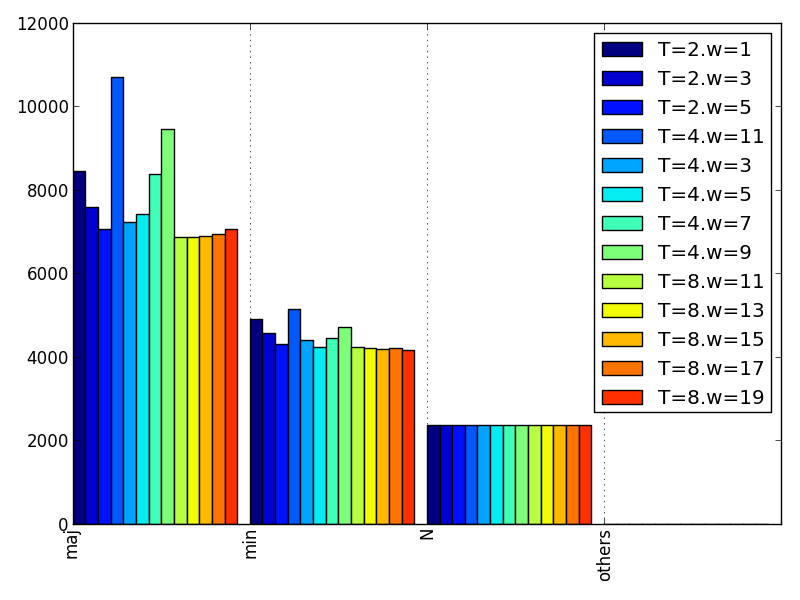 12000
10000
8000
6000
4000
2000
0
maj
min
N
others
T=2.w=1
T=2.w=3
T=2.w=5
T=4.w=11
T=4.w=3
T=4.w=5
T=4.w=7
T=4.w=9
T=8.w=11
T=8.w=13
T=8.w=15
T=8.w=17
T=8.w=19